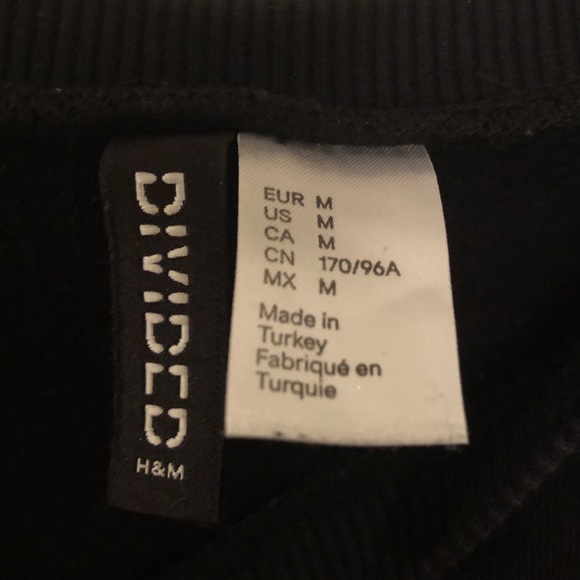 DIVIDED
H&M
EUR M
US M
CA M
CN 170/96A
MX M
Made in
Turkey
Fabriqué en
Turquie